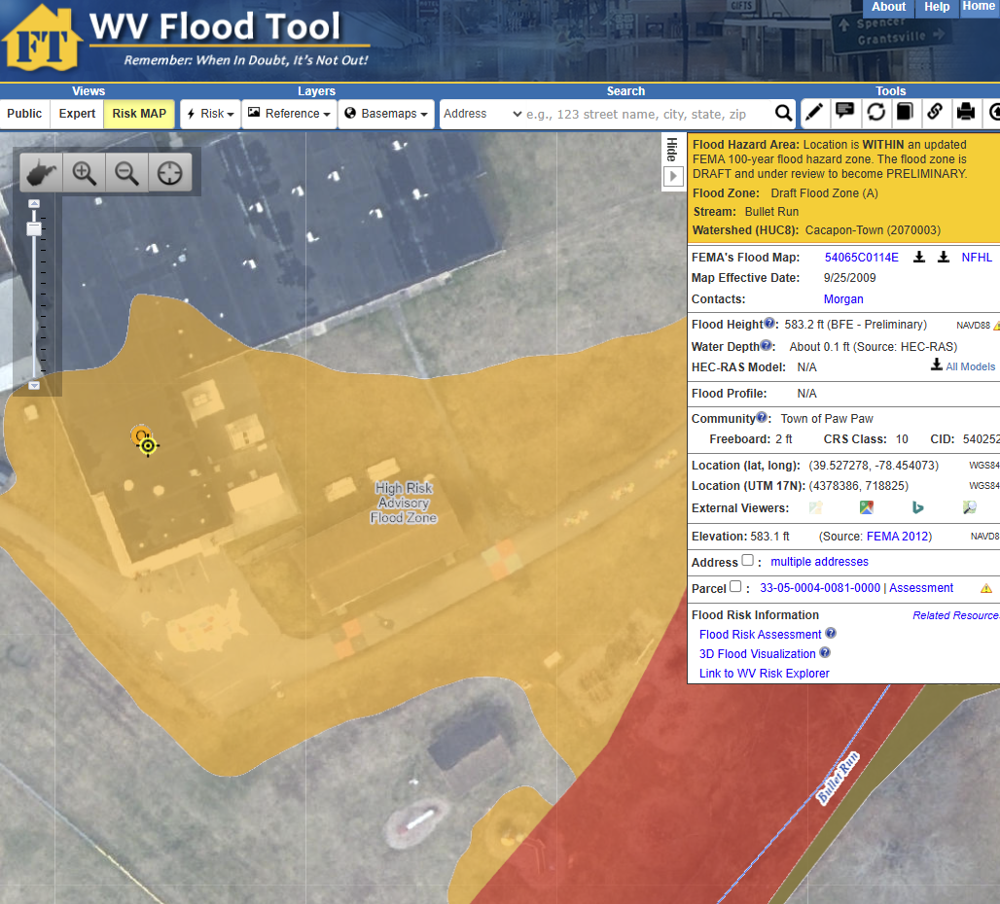 About Help Home
GIFTS
Spencer
Grantsville
FT
WV Flood Tool
Remember: When In Doubt, It's Not Out!
Views Layers Search Tools
Public Expert Risk MAP Risk Reference Basemaps Address e.g., 123 street name, city, state, zip
Hide
Flood Hazard Area: Location is WITHIN an updated
FEMA 100-year flood hazard zone. The flood zone is
DRAFT and under review to become PRELIMINARY.
Flood Zone: Draft Flood Zone (A)
Stream: Bullet Run
Watershed (HUC8): Cacapon-Town (2070003)
FEMA's Flood Map: 54065C0114E NFHL
Map Effective Date: 9/25/2009
Contacts: Morgan
Flood Height?: 583.2 ft (BFE - Preliminary) NAVD88
Water Depth?: About 0.1 ft (Source: HEC-RAS)
HEC-RAS Model: N/A All Models
Flood Profile: N/A
Community?: Town of Paw Paw
Freeboard: 2 ft CRS Class: 10 CID: 540252
Location (lat, long): (39.527278, -78.454073) WGS84
Location (UTM 17N): (4378386, 718825) WGS84
External Viewers:
Elevation: 583.1 ft (Source: FEMA 2012) NAVD8
Address : multiple addresses
Parcel : 33-05-0004-0081-0000 | Assessment
Flood Risk Information Related Resource
Flood Risk Assessment ?
3D Flood Visualization ?
Link to WV Risk Explorer
High Risk
Advisory
Flood Zone
Bullet Run